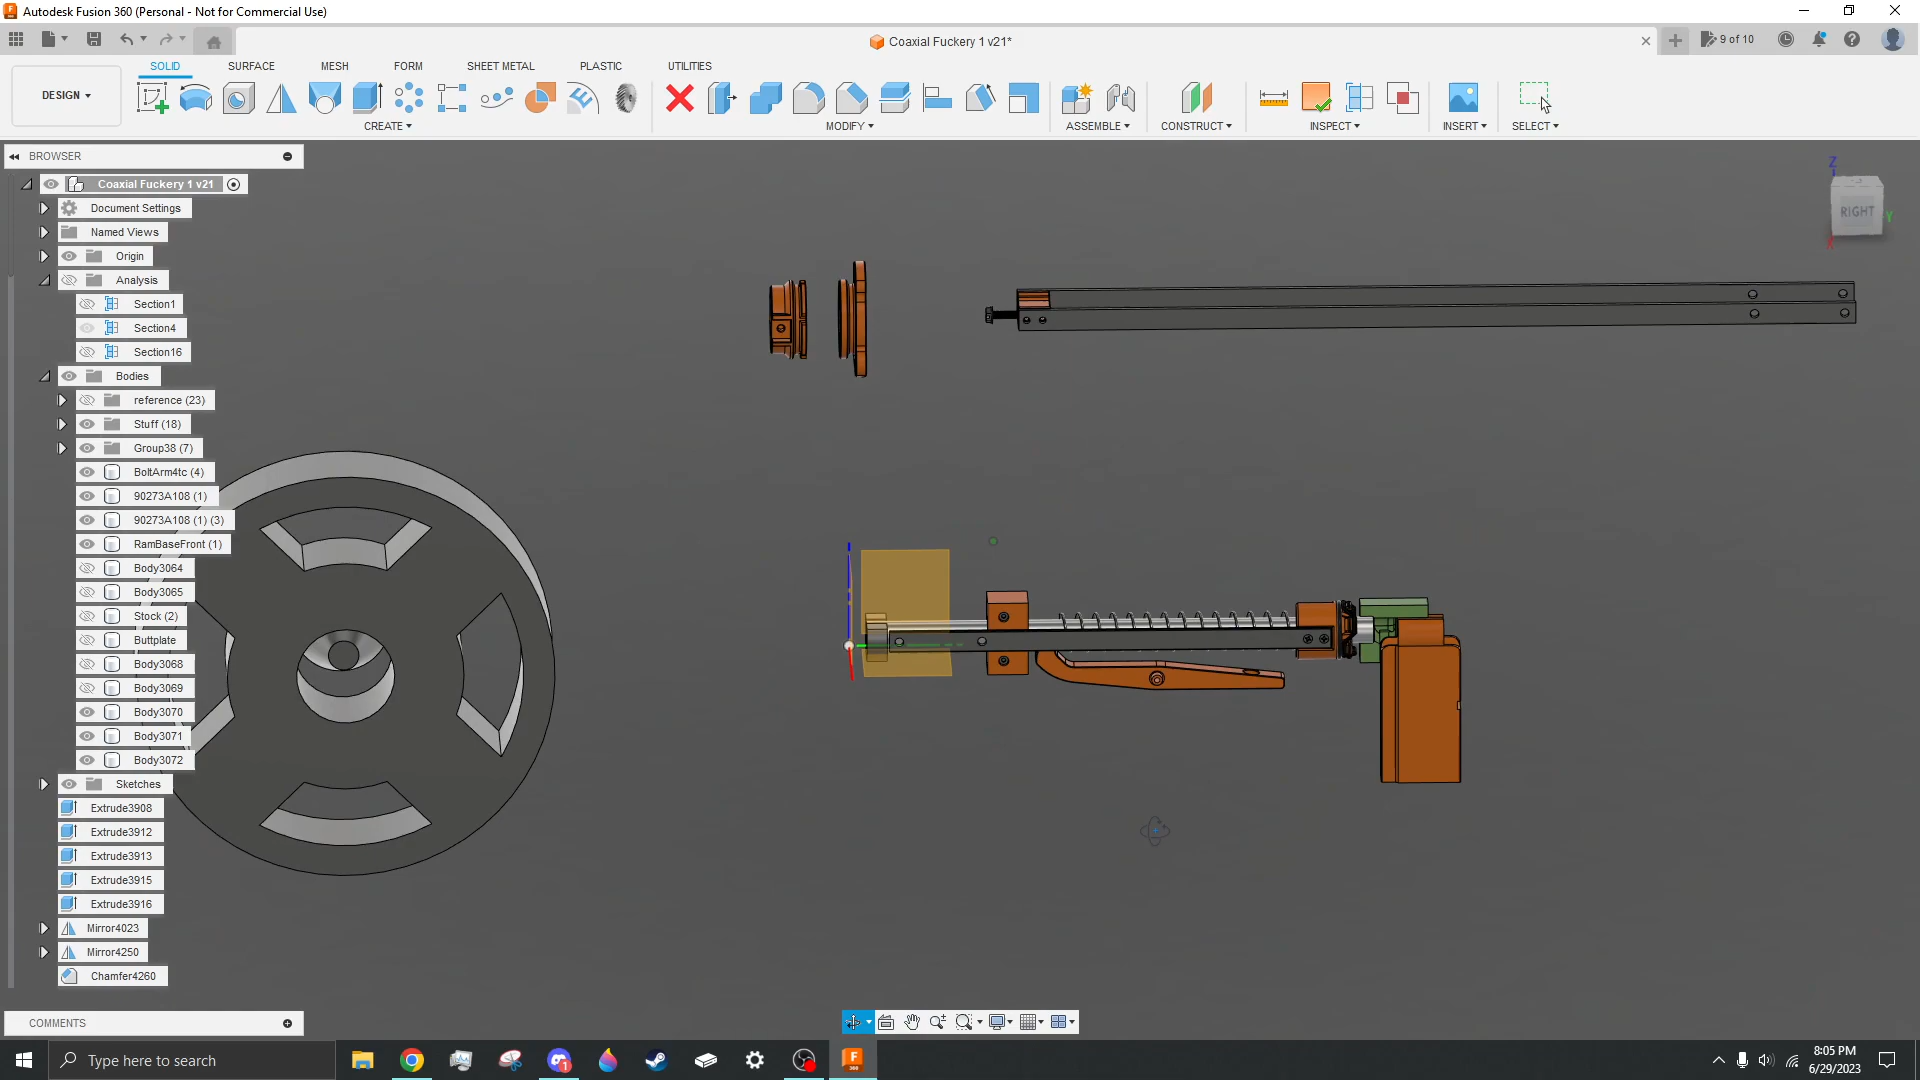 Autodesk Fusion 360 (Personal - Not for Commercial Use)
Coaxial Fuckery 1 v21*
9 of 10
DESIGN
SOLID
SURFACE
MESH
FORM
SHEET METAL
PLASTIC
UTILITIES
CREATE
MODIFY
ASSEMBLE
CONSTRUCT
INSPECT
INSERT
SELECT
BROWSER
Coaxial Fuckery 1 v21
Document Settings
Named Views
Origin
Analysis
Section1
Section4
Section16
Bodies
reference (23)
Stuff (18)
Group38 (7)
BoltArm4tc (4)
90273A108 (1)
90273A108 (1) (3)
RamBaseFront (1)
Body3064
Body3065
Stock (2)
Buttplate
Body3068
Body3069
Body3070
Body3071
Body3072
Sketches
Extrude3908
Extrude3912
Extrude3913
Extrude3915
Extrude3916
Mirror4023
Mirror4250
Chamfer4260
Z
RIGHT
Y
X
COMMENTS
Type here to search
1
F
360
8:05 PM
6/29/2023